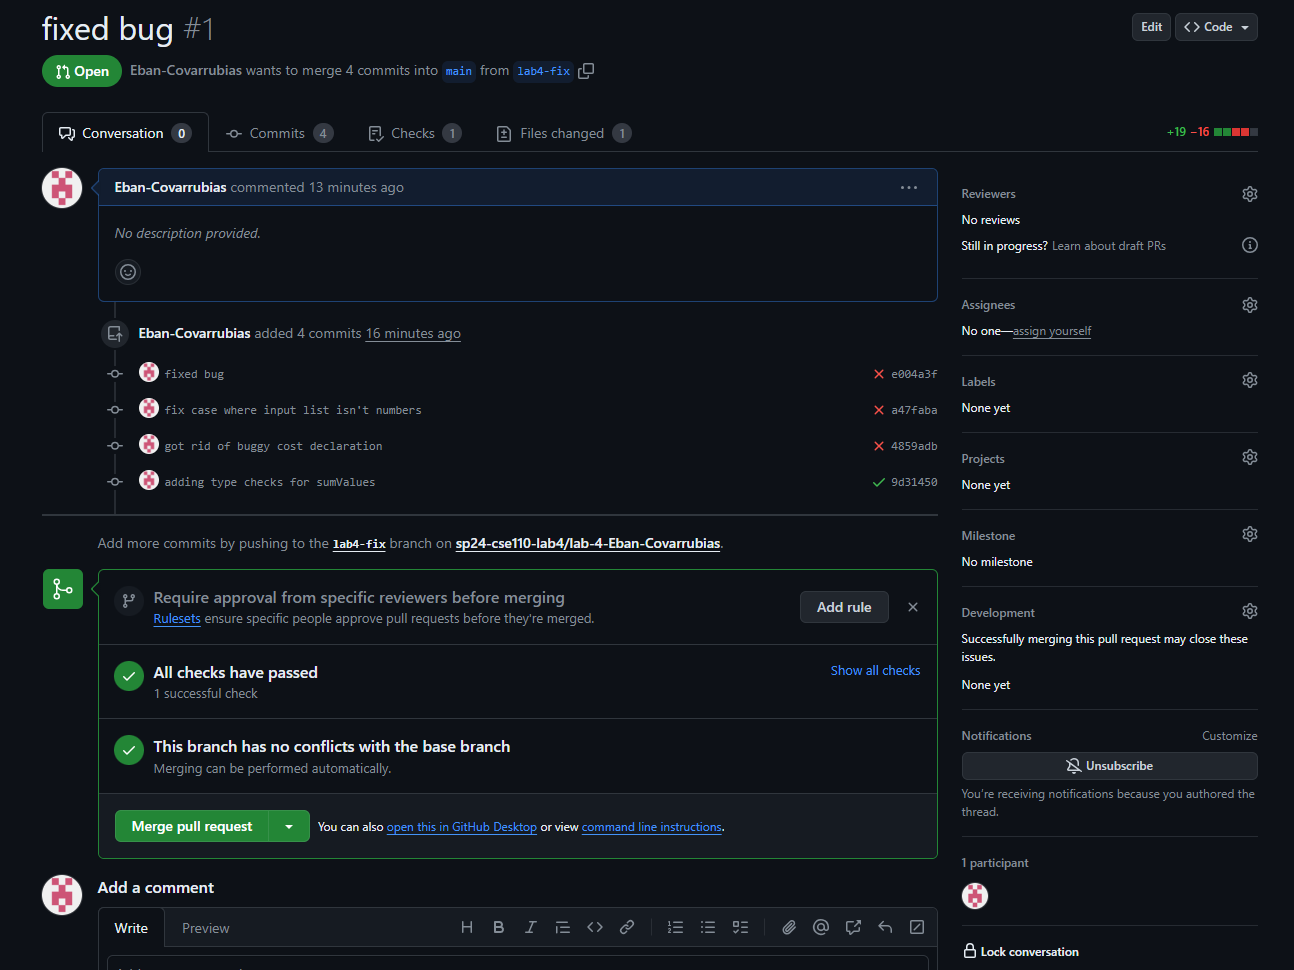 fixed bug #1
Edit
Code
Open
Eban-Covarrubias wants to merge 4 commits into main from lab4-fix
Conversation 0
Commits 4
Checks 1
Files changed 1
+19 −16
Eban-Covarrubias commented 13 minutes ago
No description provided.
Eban-Covarrubias added 4 commits 16 minutes ago
fixed bug e004a3f
fix case where input list isn't numbers a47faba
got rid of buggy cost declaration 4859adb
adding type checks for sumValues 9d31450
Add more commits by pushing to the lab4-fix branch on sp24-cse110-lab4/lab-4-Eban-Covarrubias.
Require approval from specific reviewers before merging
Rulesets ensure specific people approve pull requests before they're merged.
Add rule
All checks have passed
1 successful check
Show all checks
This branch has no conflicts with the base branch
Merging can be performed automatically.
Merge pull request
You can also open this in GitHub Desktop or view command line instructions.
Add a comment
Write
Preview
Reviewers
No reviews
Still in progress? Learn about draft PRs
Assignees
No one—assign yourself
Labels
None yet
Projects
None yet
Milestone
No milestone
Development
Successfully merging this pull request may close these
issues.
None yet
Notifications
Customize
Unsubscribe
You're receiving notifications because you authored the
thread.
1 participant
Lock conversation